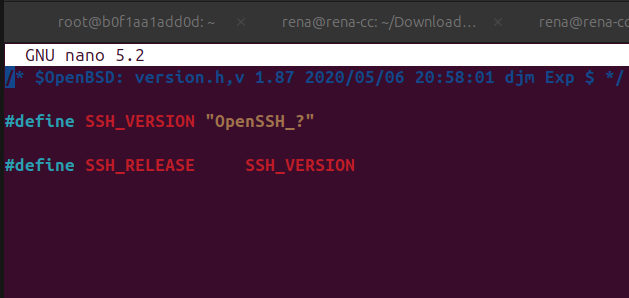 root@b0f1aa1add0d: ~ × rena@rena-cc: ~/Download... × rena@rena-cc
GNU nano 5.2
/* $OpenBSD: version.h,v 1.87 2020/05/06 20:58:01 djm Exp $ */
#define SSH_VERSION "OpenSSH_?"
#define SSH_RELEASE SSH_VERSION